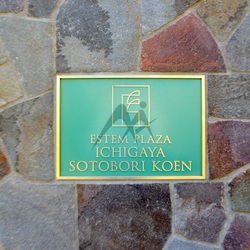 ESTEM PLAZA
ICHIGAYA
SOTOBORI KOEN